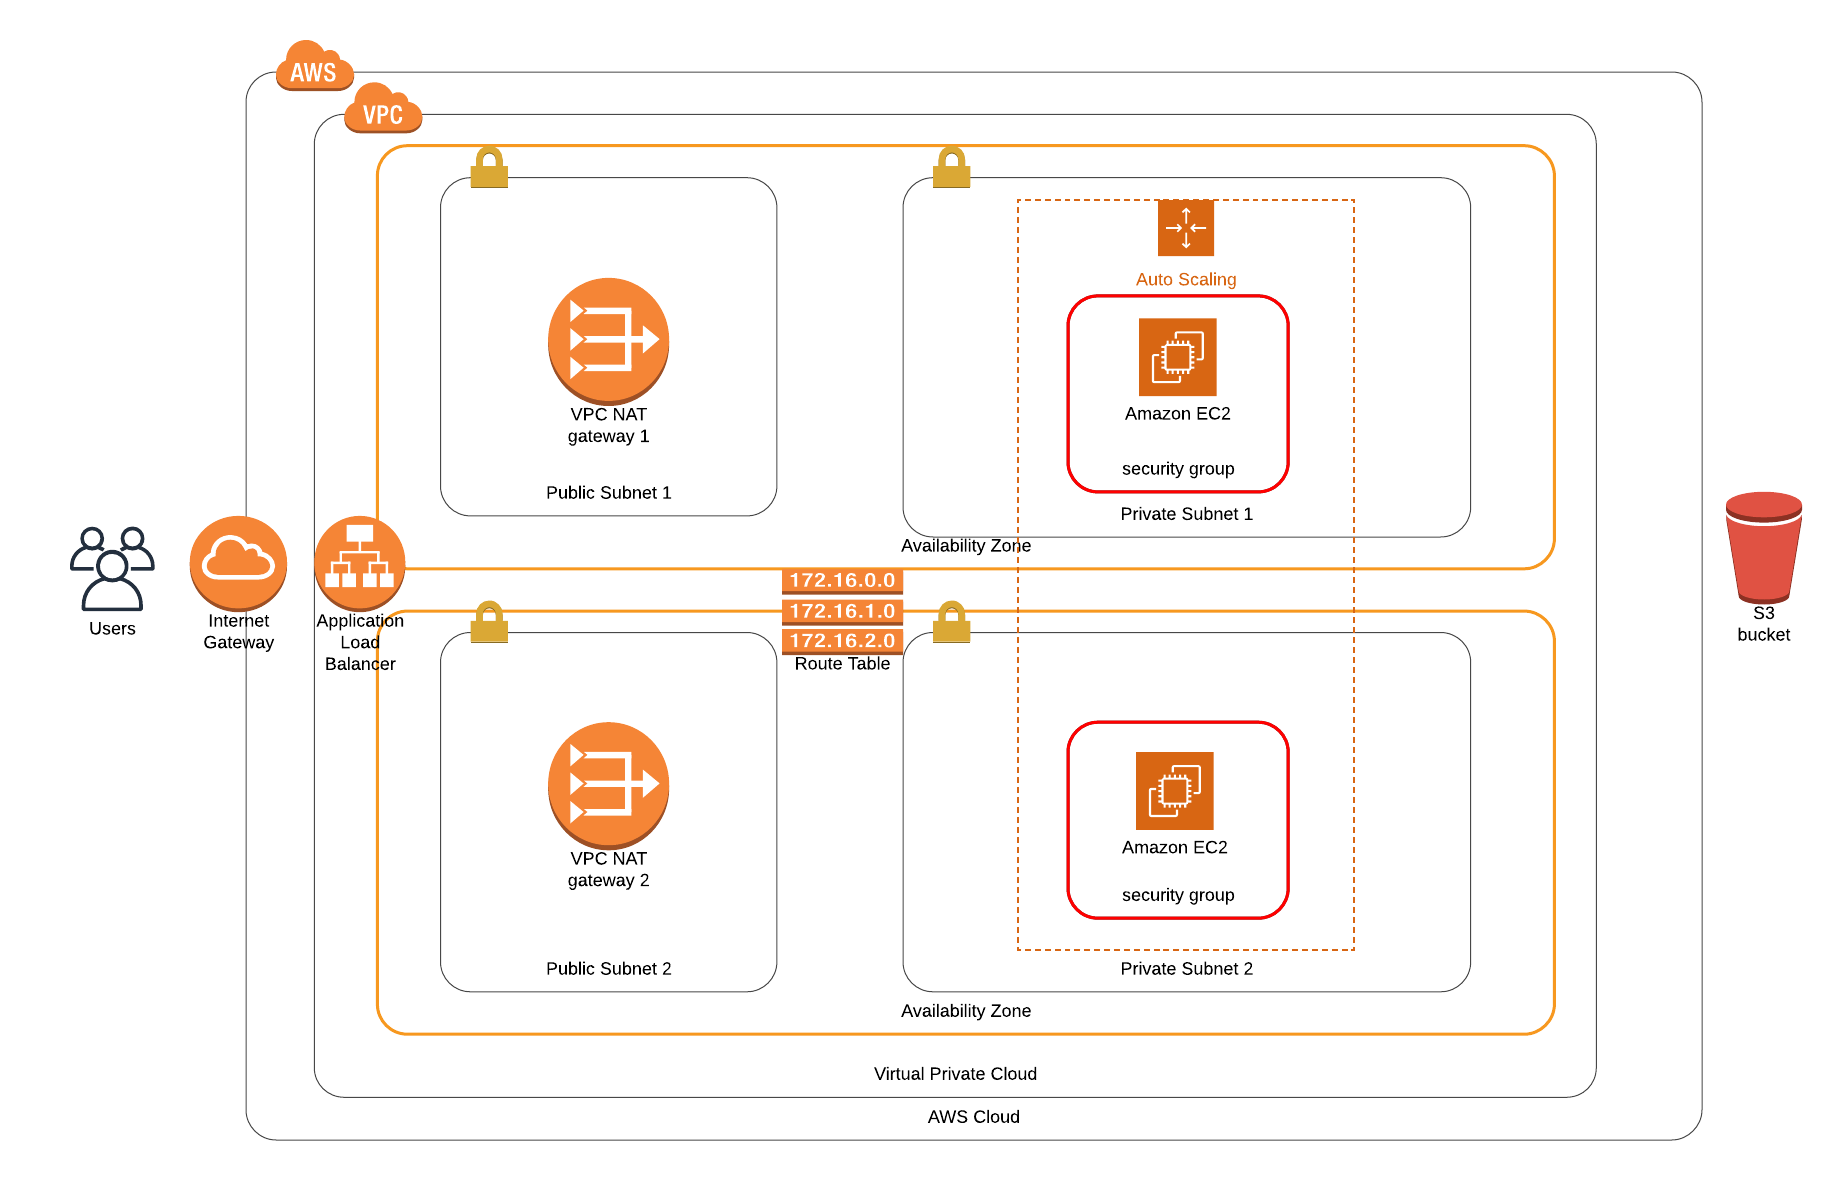 AWS
VPC
Auto Scaling
Amazon EC2
VPC NAT
gateway 1
security group
Public Subnet 1
Private Subnet 1
Availability Zone
172.16.0.0
172.16.1.0
172.16.2.0
Route Table
Users
Internet
Gateway
Application
Load
Balancer
S3
bucket
Amazon EC2
VPC NAT
gateway 2
security group
Public Subnet 2
Private Subnet 2
Availability Zone
Virtual Private Cloud
AWS Cloud